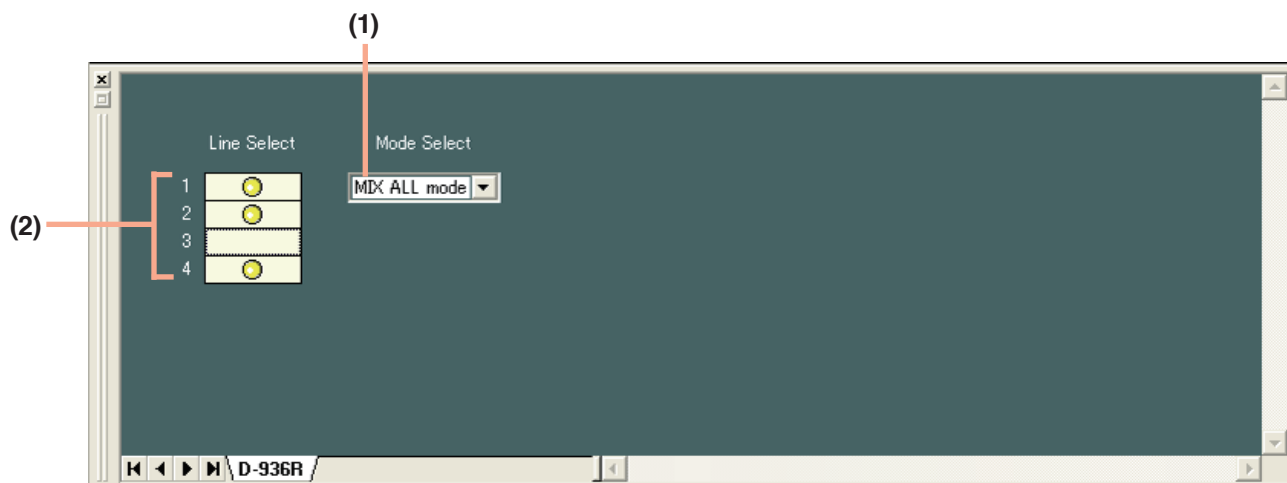 (1)
Line Select
Mode Select
1
MIX ALL mode
2
(2)
3
4
D-936R